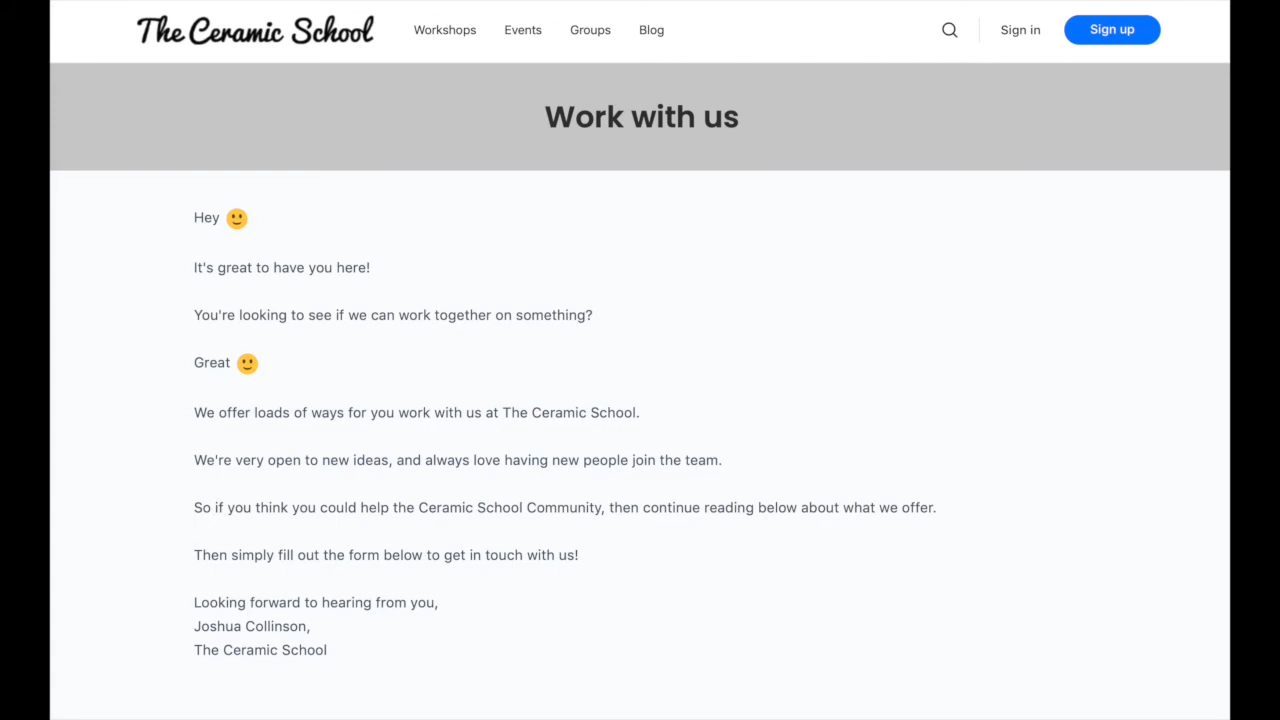 The Ceramic School
Workshops
Events
Groups
Blog
Sign in
Sign up
Work with us
Hey 🙂
It's great to have you here!
You're looking to see if we can work together on something?
Great 🙂
We offer loads of ways for you work with us at The Ceramic School.
We're very open to new ideas, and always love having new people join the team.
So if you think you could help the Ceramic School Community, then continue reading below about what we offer.
Then simply fill out the form below to get in touch with us!
Looking forward to hearing from you,
Joshua Collinson,
The Ceramic School